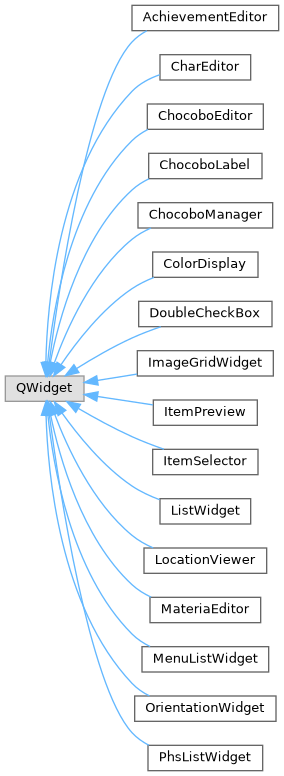 AchievementEditor
CharEditor
ChocoboEditor
ChocoboLabel
ChocoboManager
ColorDisplay
DoubleCheckBox
ImageGridWidget
QWidget
ItemPreview
ItemSelector
ListWidget
LocationViewer
MateriaEditor
MenuListWidget
OrientationWidget
PhsListWidget